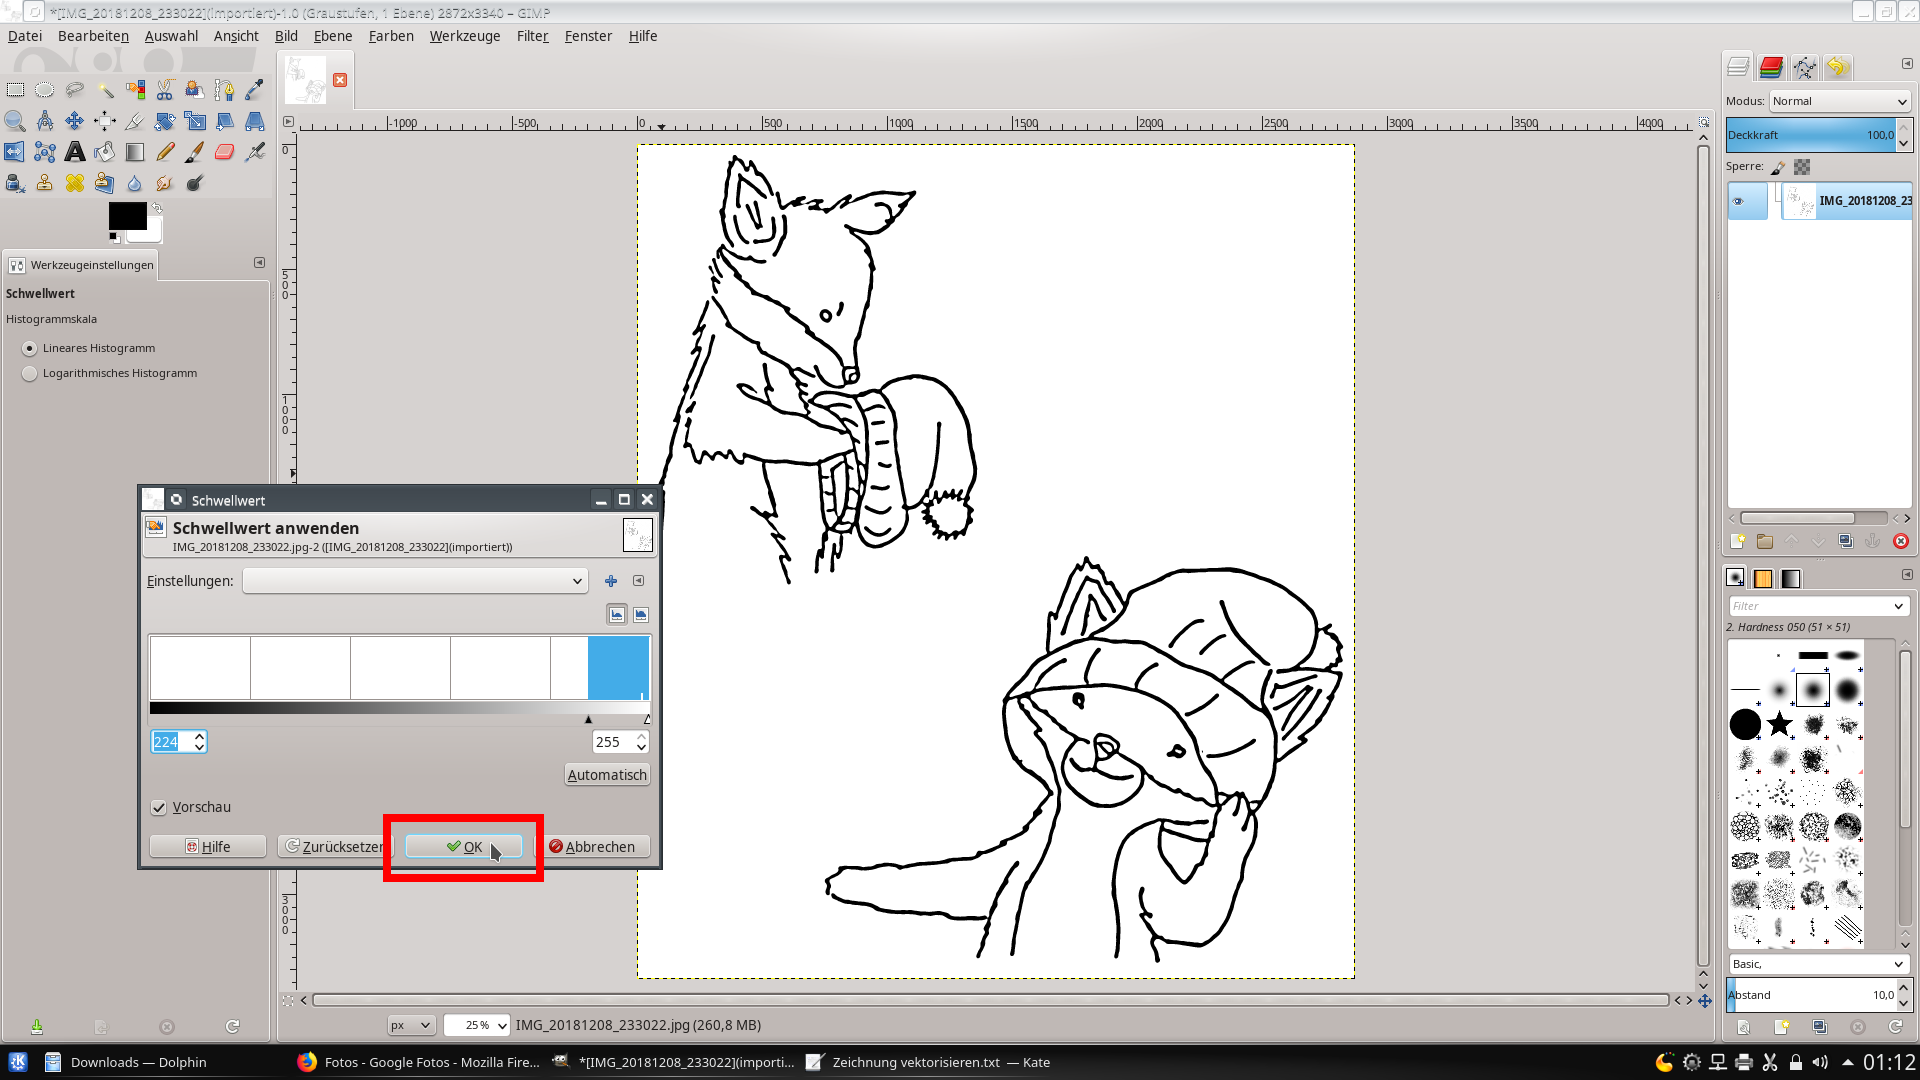 *[IMG_20181208_233022](importiert)-1.0 (Graustufen, 1 Ebene) 2872x3340 – GIMP
Datei Bearbeiten Auswahl Ansicht Bild Ebene Farben Werkzeuge Filter Fenster Hilfe
Werkzeugeinstellungen
Schwellwert
Histogrammskala
Lineares Histogramm
Logarithmisches Histogramm
-1000 -500 0 500 1000 1500 2000 2500 3000 3500 4000
0
500
1000
3000
Schwellwert
Schwellwert anwenden
IMG_20181208_233022.jpg-2 ([IMG_20181208_233022](importiert))
Einstellungen:
224 255
Automatisch
Vorschau
Hilfe Zurücksetzen OK Abbrechen
px 25 % IMG_20181208_233022.jpg (260,8 MB)
Modus: Normal
Deckkraft 100,0
Sperre:
IMG_20181208_23
Filter
2. Hardness 050 (51 × 51)
Basic,
Abstand 10,0
Downloads — Dolphin Fotos - Google Fotos - Mozilla Fire... *[IMG_20181208_233022](importi... Zeichnung vektorisieren.txt — Kate 01:12